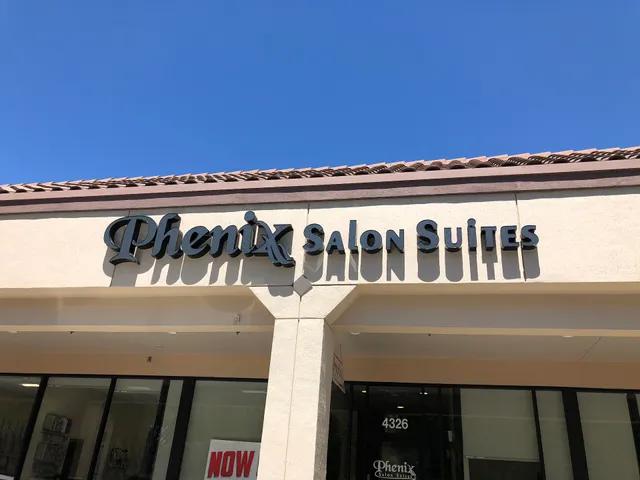 Phenix Salon Suites
4326
Phenix
Salon Suites
NOW